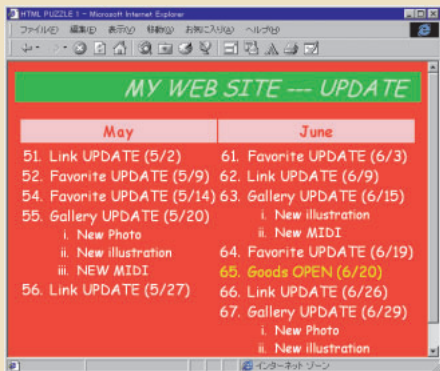 HTML PUZZLE 1 - Microsoft Internet Explorer
ファイル(F) 編集(E) 表示(V) 移動(G) お気に入り(A) ヘルプ(H)
MY WEB SITE --- UPDATE
May
51. Link UPDATE (5/2)
52. Favorite UPDATE (5/9)
54. Favorite UPDATE (5/14)
55. Gallery UPDATE (5/20)
i. New Photo
ii. New illustration
iii. NEW MIDI
56. Link UPDATE (5/27)
June
61. Favorite UPDATE (6/3)
62. Link UPDATE (6/9)
63. Gallery UPDATE (6/15)
i. New illustration
ii. New MIDI
64. Favorite UPDATE (6/19)
65. Goods OPEN (6/20)
66. Link UPDATE (6/26)
67. Gallery UPDATE (6/29)
i. New Photo
ii. New illustration
インターネット ゾーン